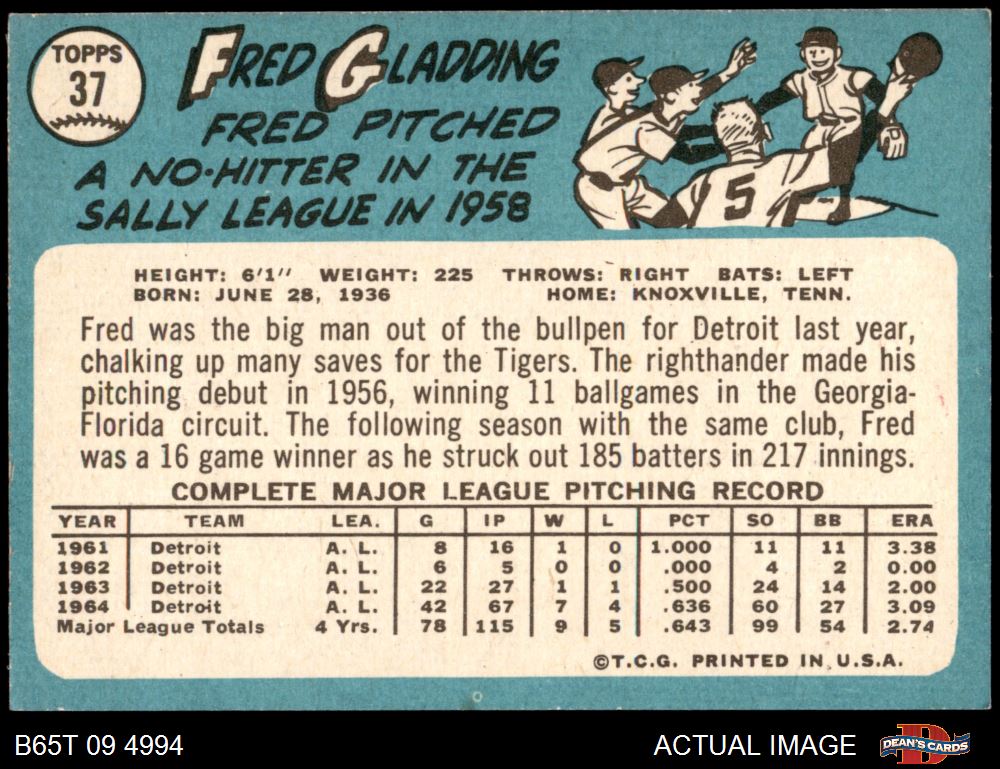 TOPPS
37
FRED GLADDING
FRED PITCHED
A NO-HITTER IN THE
SALLY LEAGUE IN 1958
5
HEIGHT: 6'1" WEIGHT: 225 THROWS: RIGHT BATS: LEFT
BORN: JUNE 28, 1936 HOME: KNOXVILLE, TENN.
Fred was the big man out of the bullpen for Detroit last year,
chalking up many saves for the Tigers. The righthander made his
pitching debut in 1956, winning 11 ballgames in the Georgia-
Florida circuit. The following season with the same club, Fred
was a 16 game winner as he struck out 185 batters in 217 innings.
COMPLETE MAJOR LEAGUE PITCHING RECORD
YEAR TEAM LEA. G IP W L PCT SO BB ERA
1961 Detroit A. L. 8 16 1 0 1.000 11 11 3.38
1962 Detroit A. L. 6 5 0 0 .000 4 2 0.00
1963 Detroit A. L. 22 27 1 1 .500 24 14 2.00
1964 Detroit A. L. 42 67 7 4 .636 60 27 3.09
Major League Totals 4 Yrs. 78 115 9 5 .643 99 54 2.74
©T.C.G. PRINTED IN U.S.A.
B65T 09 4994 ACTUAL IMAGE DEAN'S CARDS